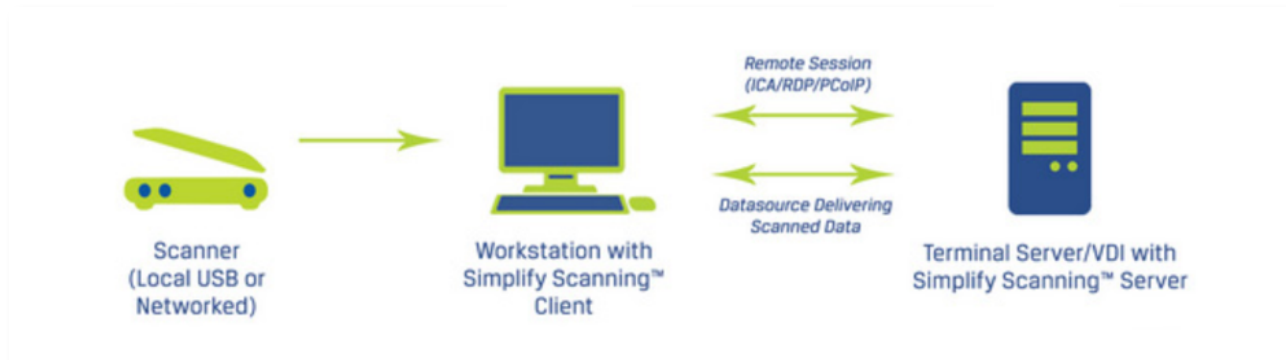 Remote Session
(ICA/RDP/PCoIP)
Datasource Delivering
Scanned Data
Scanner
(Local USB or
Networked)
Workstation with
Simplify Scanning™
Client
Terminal Server/VDI with
Simplify Scanning™ Server